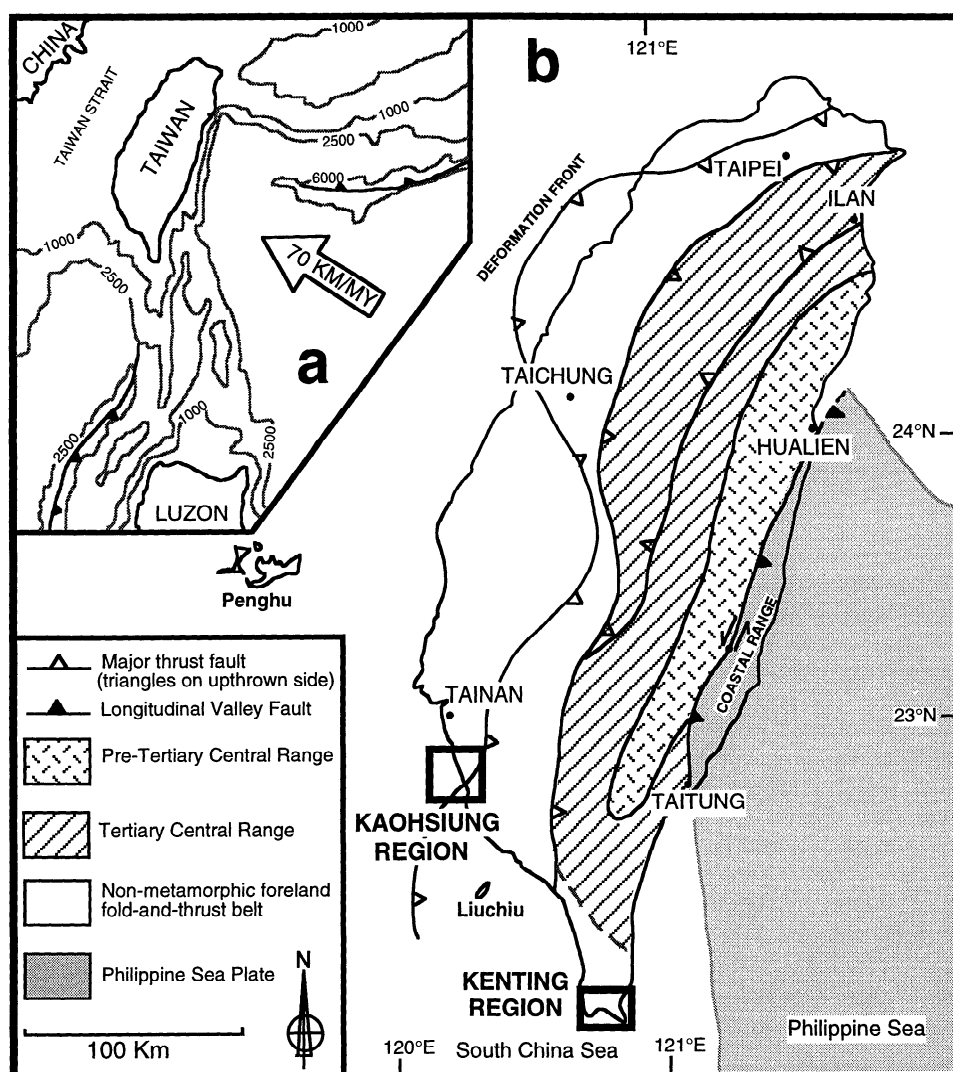 CHINA
TAIWAN STRAIT
TAIWAN
1000
1000
2500
6000
1000
2500
70 KM/MY
a
1000
2500
2500
LUZON
b
121°E
DEFORMATION FRONT
TAIPEI
ILAN
TAICHUNG
HUALIEN
24°N
Penghu
COASTAL RANGE
TAINAN
23°N
TAITUNG
KAOHSIUNG
REGION
Liuchiu
KENTING
REGION
Philippine Sea
120°E
South China Sea
121°E
Major thrust fault
(triangles on upthrown side)
Longitudinal Valley Fault
Pre-Tertiary Central Range
Tertiary Central Range
Non-metamorphic foreland
fold-and-thrust belt
Philippine Sea Plate
N
100 Km